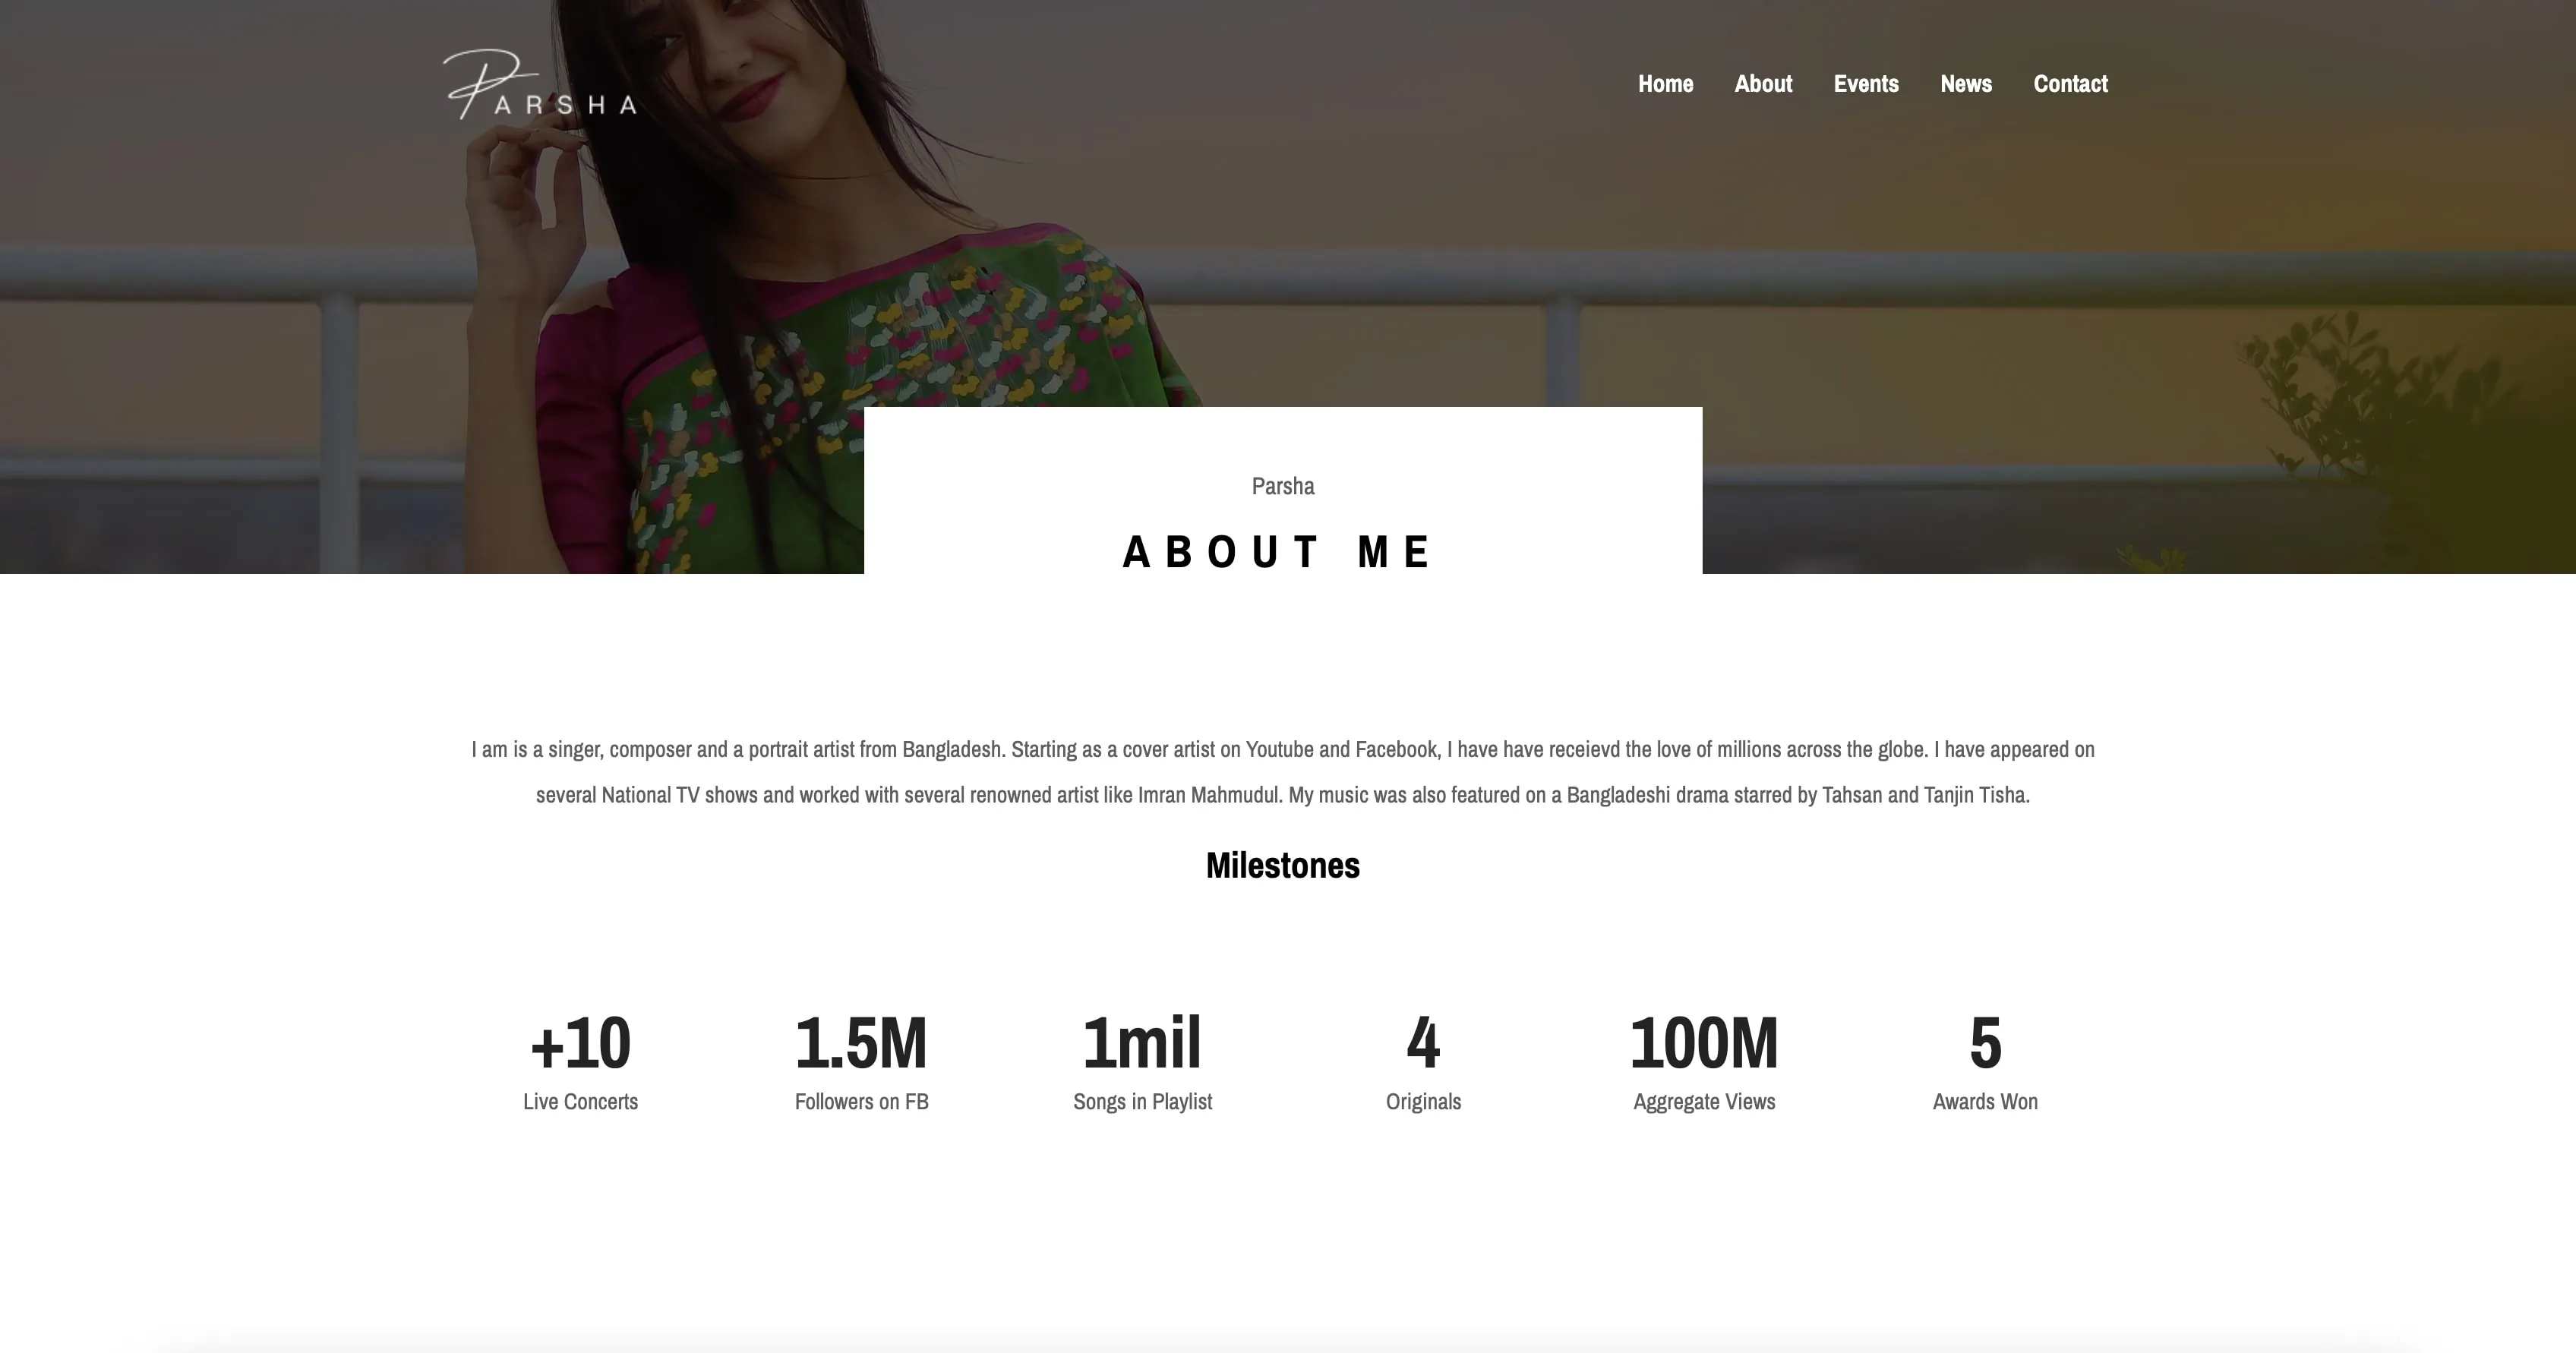 PARSHA
Home About Events News Contact
Parsha
ABOUT ME
I am is a singer, composer and a portrait artist from Bangladesh. Starting as a cover artist on Youtube and Facebook, I have have receievd the love of millions across the globe. I have appeared on
several National TV shows and worked with several renowned artist like Imran Mahmudul. My music was also featured on a Bangladeshi drama starred by Tahsan and Tanjin Tisha.
Milestones
+10 1.5M 1mil 4 100M 5
Live Concerts Followers on FB Songs in Playlist Originals Aggregate Views Awards Won